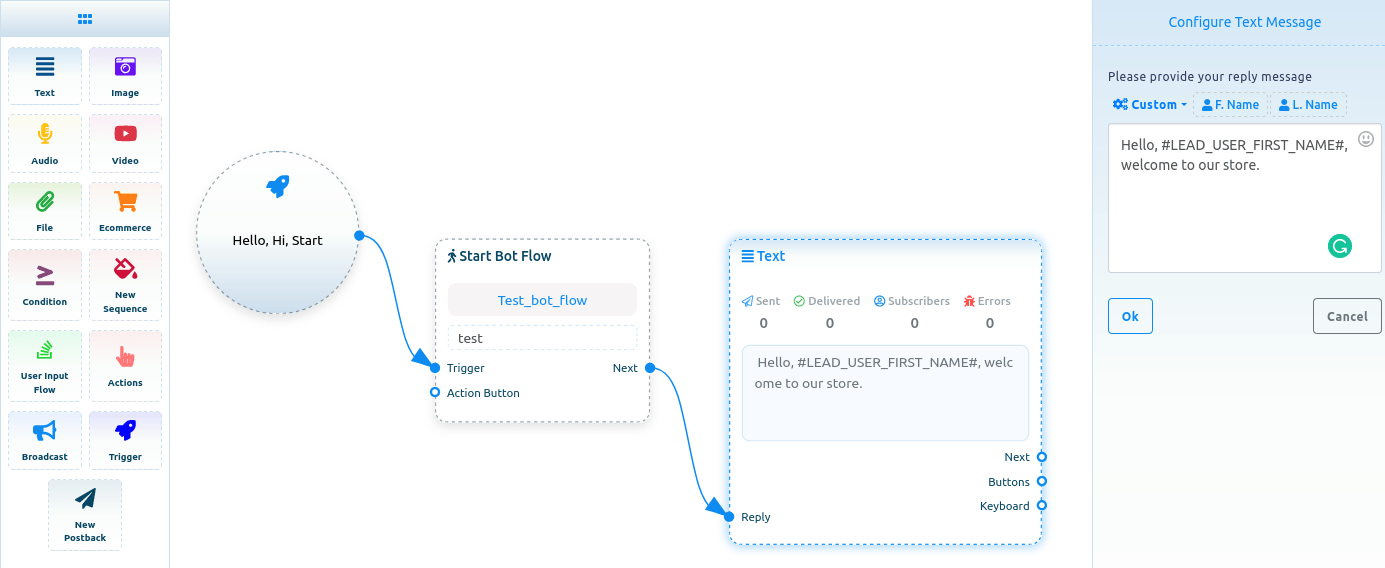 Text
Image
Audio
Video
File
Ecommerce
Condition
New
Sequence
User Input
Flow
Actions
Broadcast
Trigger
New
Postback
Hello, Hi, Start
Start Bot Flow
Test_bot_flow
test
Trigger
Next
Action Button
Text
Sent
Delivered
Subscribers
Errors
0
0
0
0
Hello, #LEAD_USER_FIRST_NAME#, welc
ome to our store.
Next
Buttons
Keyboard
Reply
Configure Text Message
Please provide your reply message
Custom
F. Name
L. Name
Hello, #LEAD_USER_FIRST_NAME#,
welcome to our store.
Ok
Cancel